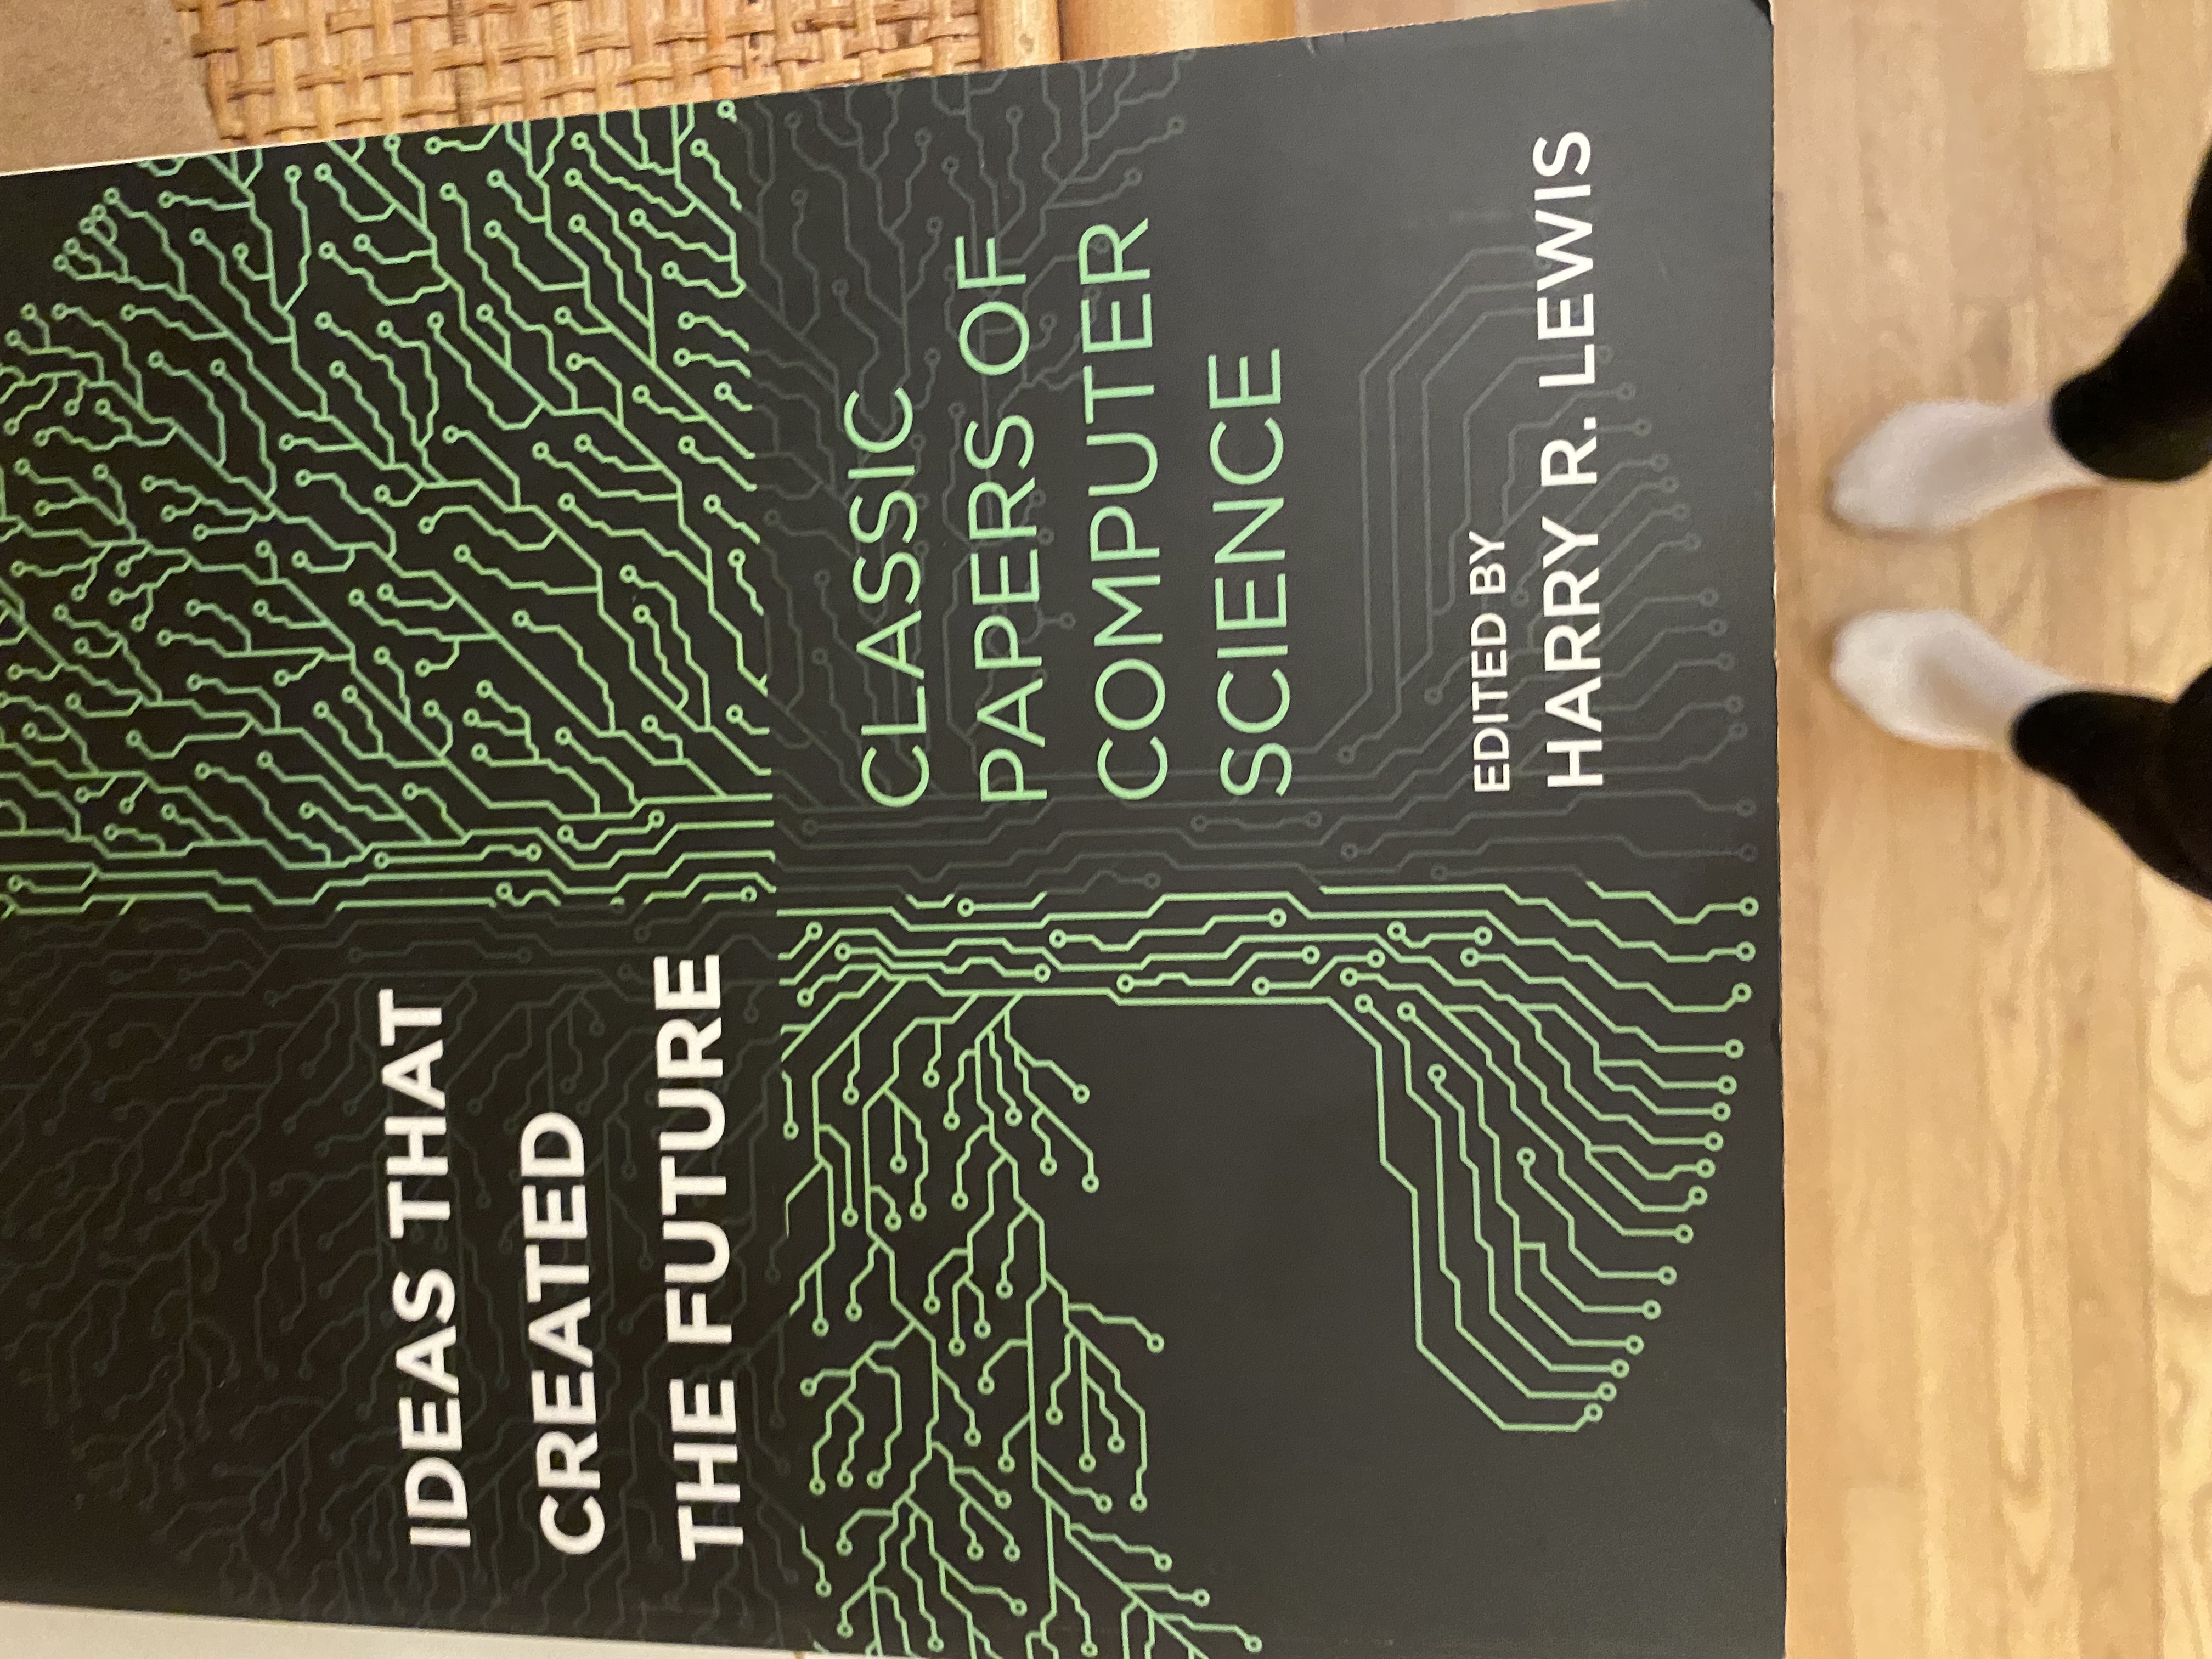 IDEAS THAT
CREATED
THE FUTURE
CLASSIC
PAPERS OF
COMPUTER
SCIENCE
EDITED BY
HARRY R. LEWIS